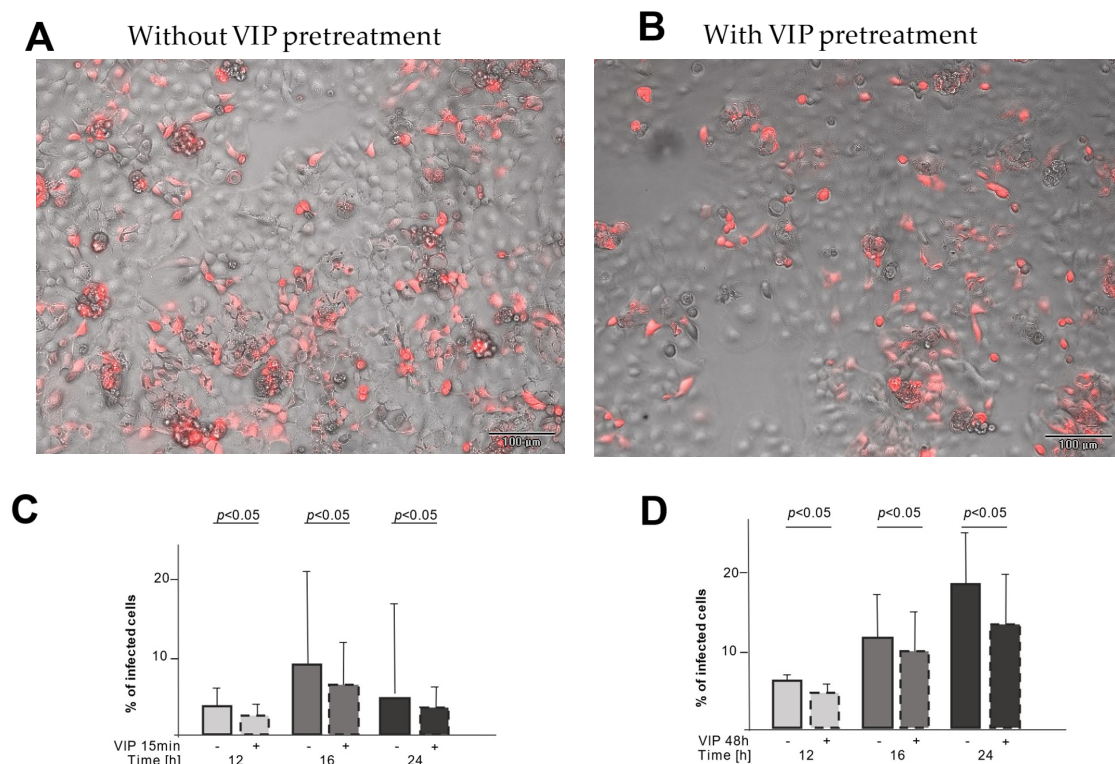 A
Without VIP pretreatment
B
With VIP pretreatment
100 µm
100 µm
C
p<0.05
p<0.05
p<0.05
% of infected cells
20
10
VIP 15min - + - + - +
Time [h] 12 16 24
D
p<0.05
p<0.05
p<0.05
% of infected cells
20
10
VIP 48h - + - + - +
Time [h] 12 16 24